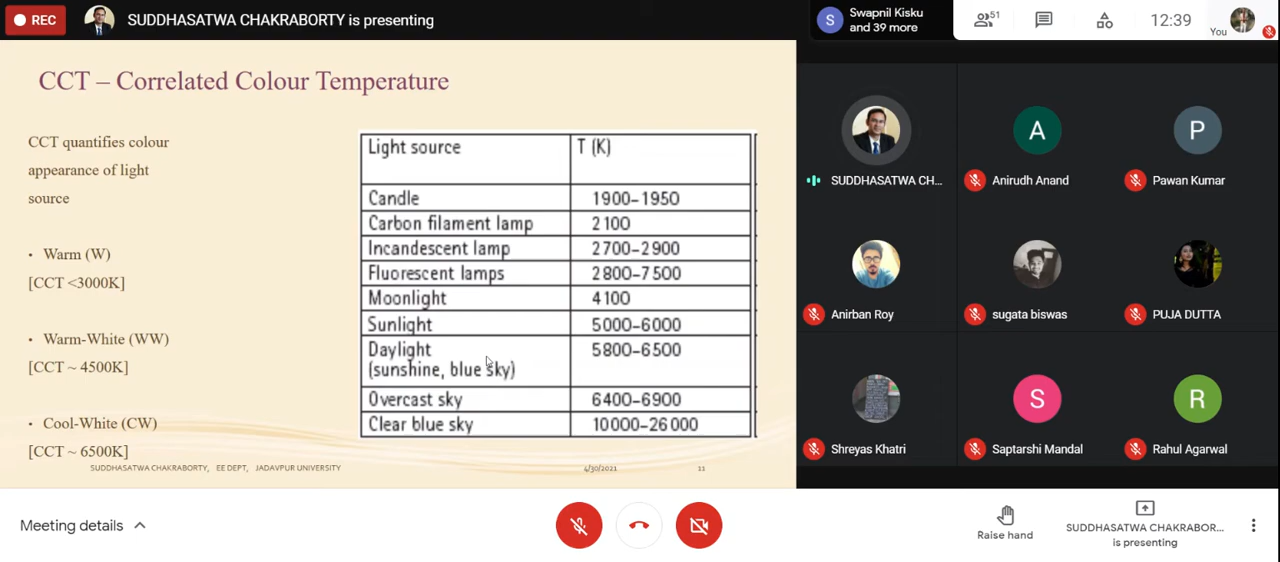 REC
SUDDHASATWA CHAKRABORTY is presenting
S
Swapnil Kisku
and 39 more
51
12:39
You
CCT – Correlated Colour Temperature
CCT quantifies colour
appearance of light
source
• Warm (W)
[CCT <3000K]
• Warm-White (WW)
[CCT ~ 4500K]
• Cool-White (CW)
[CCT ~ 6500K]
Light source T (K)
Candle 1900–1950
Carbon filament lamp 2100
Incandescent lamp 2700–2900
Fluorescent lamps 2800–7500
Moonlight 4100
Sunlight 5000–6000
Daylight 5800–6500
(sunshine, blue sky)
Overcast sky 6400–6900
Clear blue sky 10000–26000
SUDDHASATWA CHAKRABORTY, EE DEPT, JADAVPUR UNIVERSITY 4/30/2021 11
SUDDHASATWA CH...
A
Anirudh Anand
P
Pawan Kumar
Anirban Roy
sugata biswas
PUJA DUTTA
Shreyas Khatri
S
Saptarshi Mandal
R
Rahul Agarwal
Meeting details
Raise hand
SUDDHASATWA CHAKRABOR...
is presenting